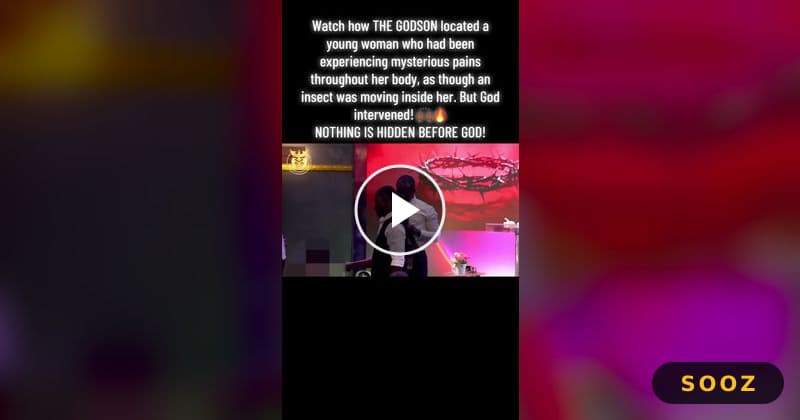 Watch how THE GODSON located a
young woman who had been
experiencing mysterious pains
throughout her body, as though an
insect was moving inside her. But God
intervened!🙌🏾🔥
NOTHING IS HIDDEN BEFORE GOD!
SOOZ